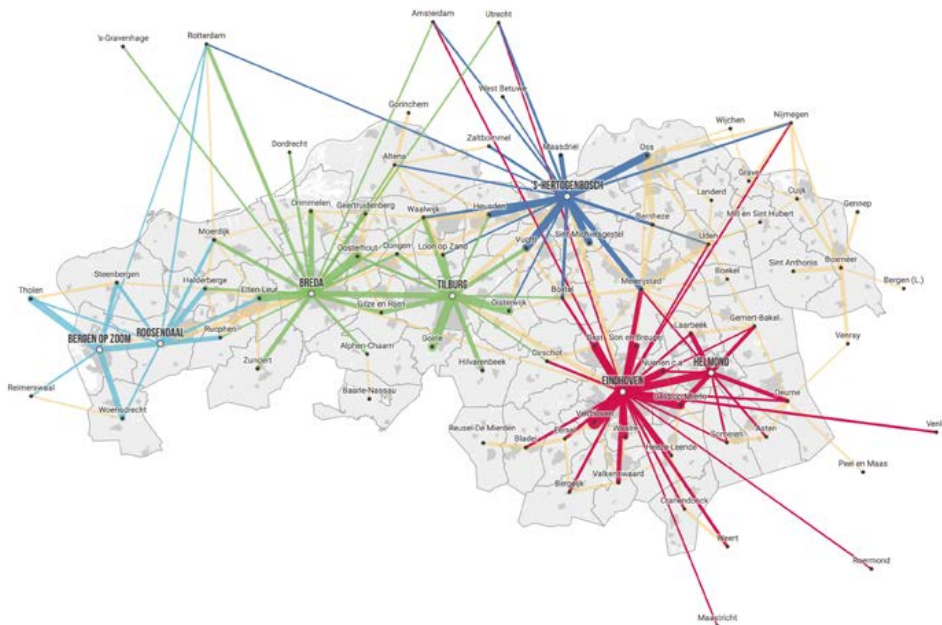 Amsterdam
Utrecht
's-Gravenhage
Rotterdam
West Betuwe
Gorinchem
Nijmegen
Wijchen
Zaltbommel
Dordrecht
Maasdriel
Oss
Altena
Grave
's-HERTOGENBOSCH
Cuijk
Landerd
Drimmelen
Geertruidenberg
Waalwijk
Heusden
Mill en Sint Hubert
Gennep
Bernheze
Moerdijk
Sint Michielsgestel
Vught
Uden
Oosterhout
Dongen
Loon op Zand
Boxmeer
Steenbergen
Boekel
Sint Anthonis
Halderberge
BREDA
TILBURG
Meierijstad
Bergen (L.)
Tholen
Etten-Leur
Boxtel
Gilze en Rijen
Oisterwijk
Gemert-Bakel
Rucphen
Laarbeek
ROOSENDAAL
BERGEN OP ZOOM
Goirle
Best
Son en Breugel
Venray
Alphen-Chaam
Oirschot
Zundert
Hilvarenbeek
Nuenen c.a.
HELMOND
Reimerswaal
EINDHOVEN
Baarle-Nassau
Deurne
Woensdrecht
Veldhoven
Reusel-De Mierden
Waalre
Asten
Venl
Bladel
Eersel
Someren
Heeze-Leende
Peel en Maas
Valkenswaard
Bergeijk
Cranendonck
Weert
Roermond
Maastricht